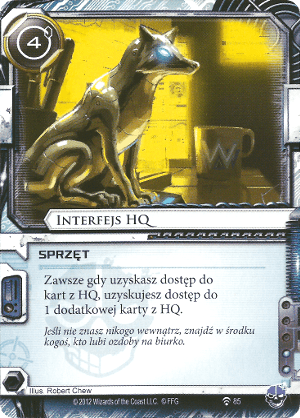 4
W
INTERFEJS HQ
SPRZĘT
Zawsze gdy uzyskasz dostęp do
kart z HQ, uzyskujesz dostęp do
1 dodatkowej karty z HQ.
Jeśli nie znasz nikogo wewnątrz, znajdź w środku
kogoś, kto lubi ozdoby na biurko.
Illus. Robert Chew
©2012 Wizards of the Coast LLC. © FFG
85